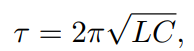 τ = 2π√LC,